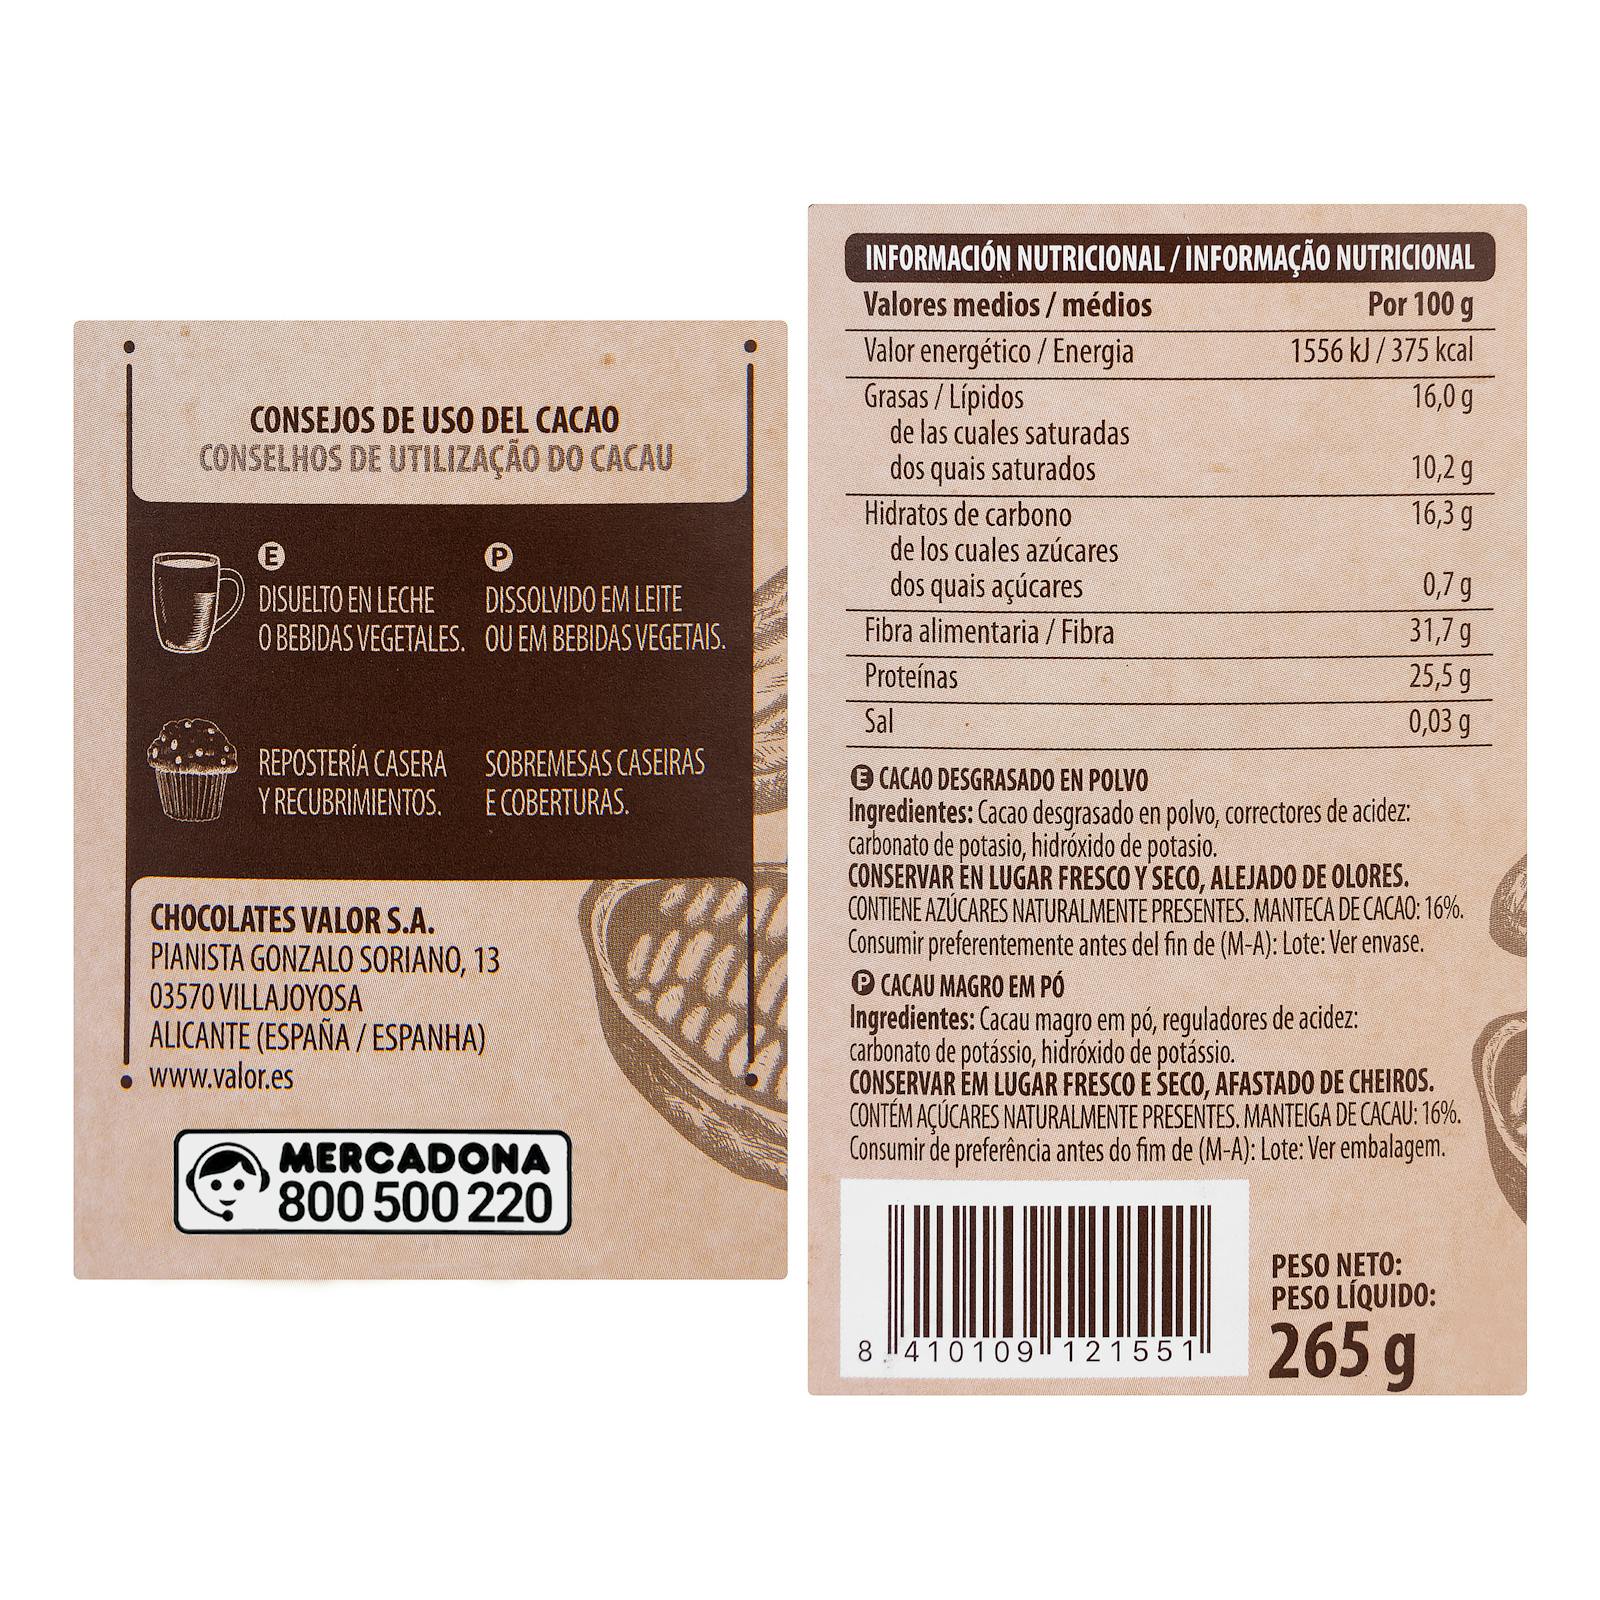 CONSEJOS DE USO DEL CACAO
CONSELHOS DE UTILIZAÇÃO DO CACAU
E
DISUELTO EN LECHE
O BEBIDAS VEGETALES.
P
DISSOLVIDO EM LEITE
OU EM BEBIDAS VEGETAIS.
REPOSTERÍA CASERA
Y RECUBRIMIENTOS.
SOBREMESAS CASEIRAS
E COBERTURAS.
CHOCOLATES VALOR S.A.
PIANISTA GONZALO SORIANO, 13
03570 VILLAJOYOSA
ALICANTE (ESPAÑA / ESPANHA)
www.valor.es
MERCADONA
800 500 220
INFORMACIÓN NUTRICIONAL / INFORMAÇÃO NUTRICIONAL
Valores medios / médios Por 100 g
Valor energético / Energia 1556 kJ / 375 kcal
Grasas / Lípidos 16,0 g
de las cuales saturadas
dos quais saturados 10,2 g
Hidratos de carbono 16,3 g
de los cuales azúcares
dos quais açúcares 0,7 g
Fibra alimentaria / Fibra 31,7 g
Proteínas 25,5 g
Sal 0,03 g
E CACAO DESGRASADO EN POLVO
Ingredientes: Cacao desgrasado en polvo, correctores de acidez:
carbonato de potasio, hidróxido de potasio.
CONSERVAR EN LUGAR FRESCO Y SECO, ALEJADO DE OLORES.
CONTIENE AZÚCARES NATURALMENTE PRESENTES. MANTECA DE CACAO: 16%.
Consumir preferentemente antes del fin de (M-A): Lote: Ver envase.
P CACAU MAGRO EM PÓ
Ingredientes: Cacau magro em pó, reguladores de acidez:
carbonato de potássio, hidróxido de potássio.
CONSERVAR EM LUGAR FRESCO E SECO, AFASTADO DE CHEIROS.
CONTÉM AÇÚCARES NATURALMENTE PRESENTES. MANTEIGA DE CACAU: 16%.
Consumir de preferência antes do fim de (M-A): Lote: Ver embalagem.
8 410109 121551
PESO NETO:
PESO LÍQUIDO:
265 g